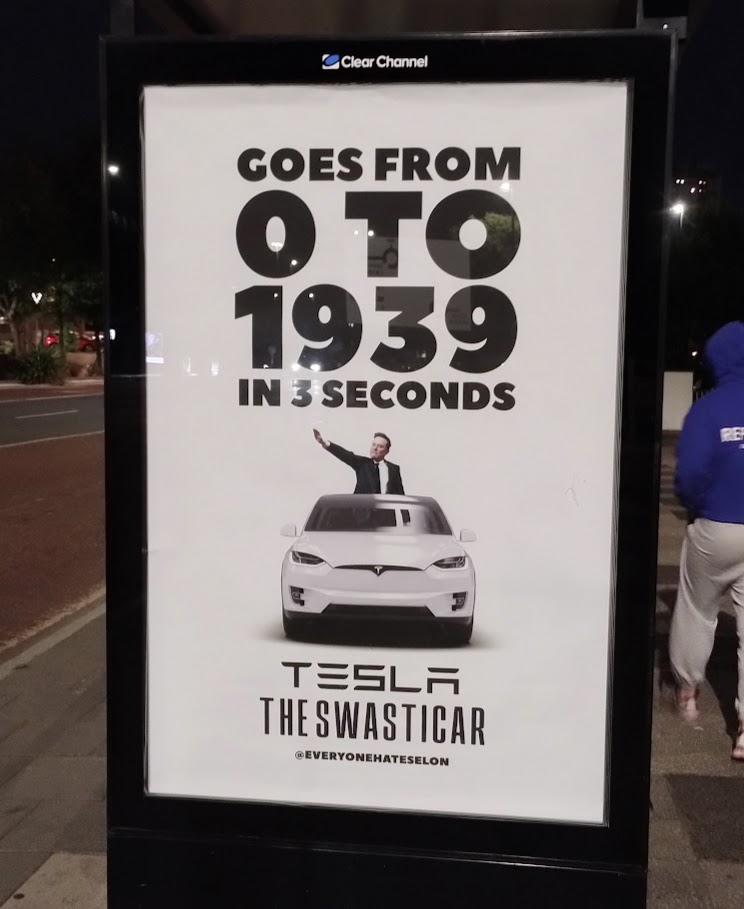 Clear Channel
GOES FROM
0 TO
1939
IN 3 SECONDS
TESLA
THE SWASTICAR
@EVERYONEHATESELON